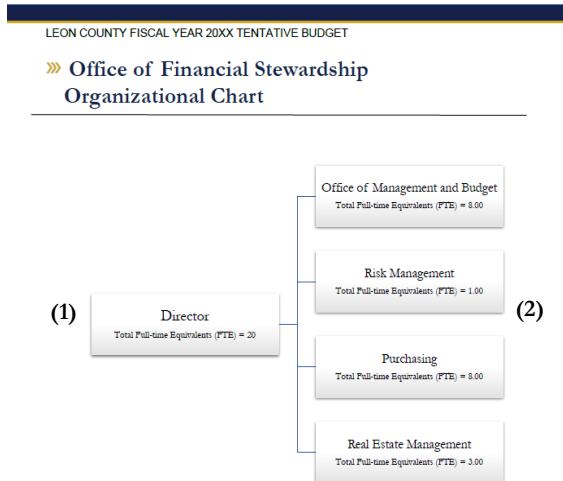 LEON COUNTY FISCAL YEAR 20XX TENTATIVE BUDGET
»» Office of Financial Stewardship
Organizational Chart
Office of Management and Budget
Total Full-time Equivalents (FTE) = 8.00
Risk Management
Total Full-time Equivalents (FTE) = 1.00
(1)
Director
Total Full-time Equivalents (FTE) = 20
(2)
Purchasing
Total Full-time Equivalents (FTE) = 8.00
Real Estate Management
Total Full-time Equivalents (FTE) = 3.00